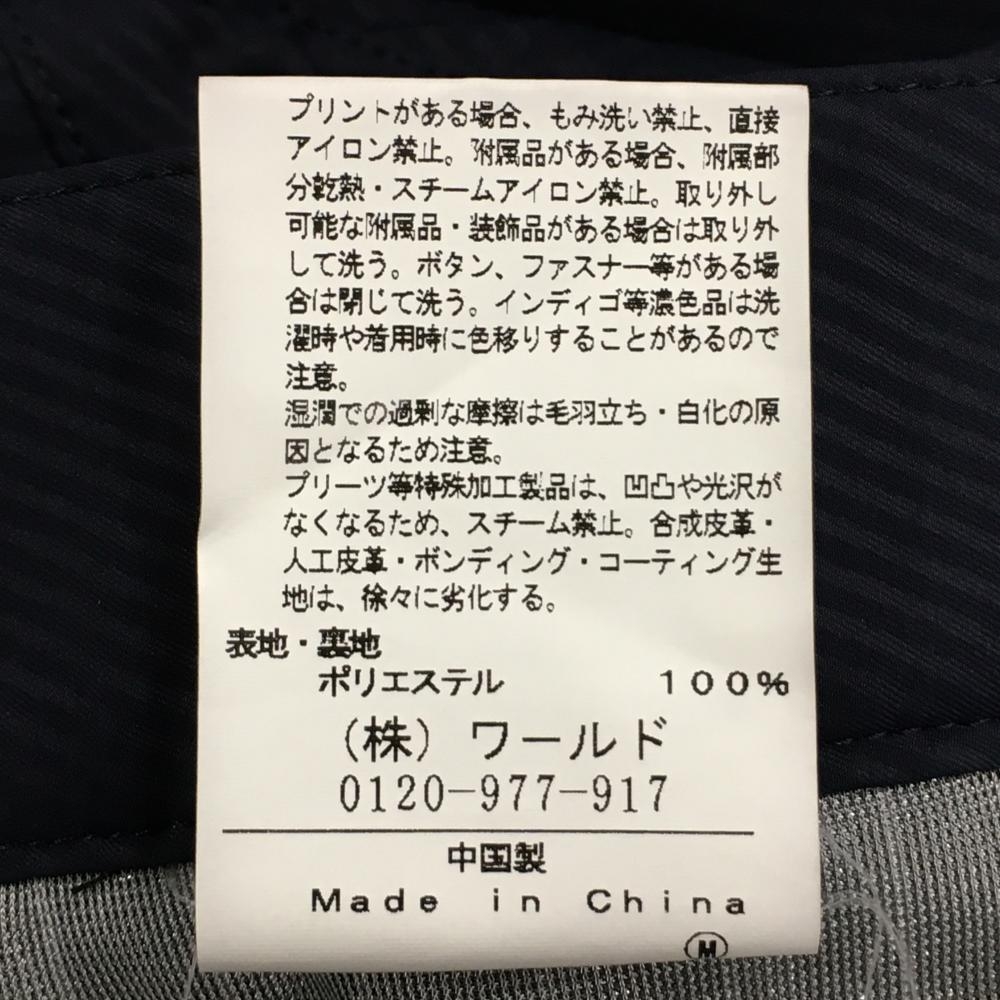 プリントがある場合、もみ洗い禁止、直接
アイロン禁止。附属品がある場合、附属部
分乾熱・スチームアイロン禁止。取り外し
可能な附属品・装飾品がある場合は取り外
して洗う。ボタン、ファスナー等がある場
合は閉じて洗う。インディゴ等濃色品は洗
濯時や着用時に色移りすることがあるので
注意。
湿潤での過剰な摩擦は毛羽立ち・白化の原
因となるため注意。
プリーツ等特殊加工製品は、凹凸や光沢が
なくなるため、スチーム禁止。合成皮革・
人工皮革・ボンディング・コーティング生
地は、徐々に劣化する。
表地・裏地
ポリエステル 100%
(株) ワールド
0120-977-917
中国製
Made in China
M